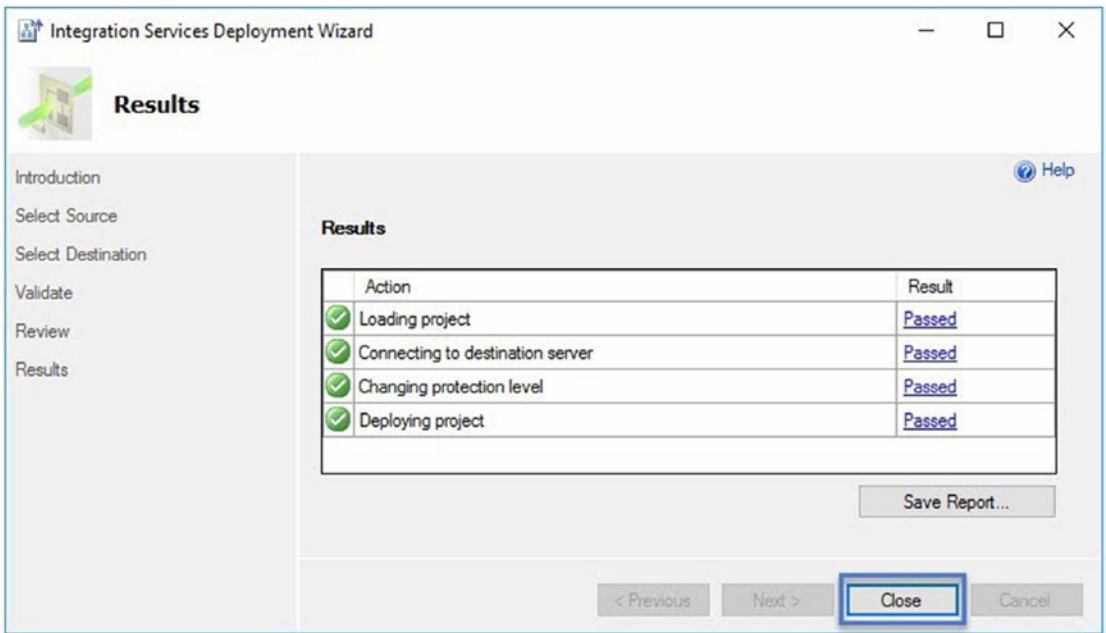 Integration Services Deployment Wizard
Results
Introduction
Select Source
Select Destination
Validate
Review
Results
Help
Results
Action Result
Loading project Passed
Connecting to destination server Passed
Changing protection level Passed
Deploying project Passed
Save Report...
< Previous Next > Close Cancel